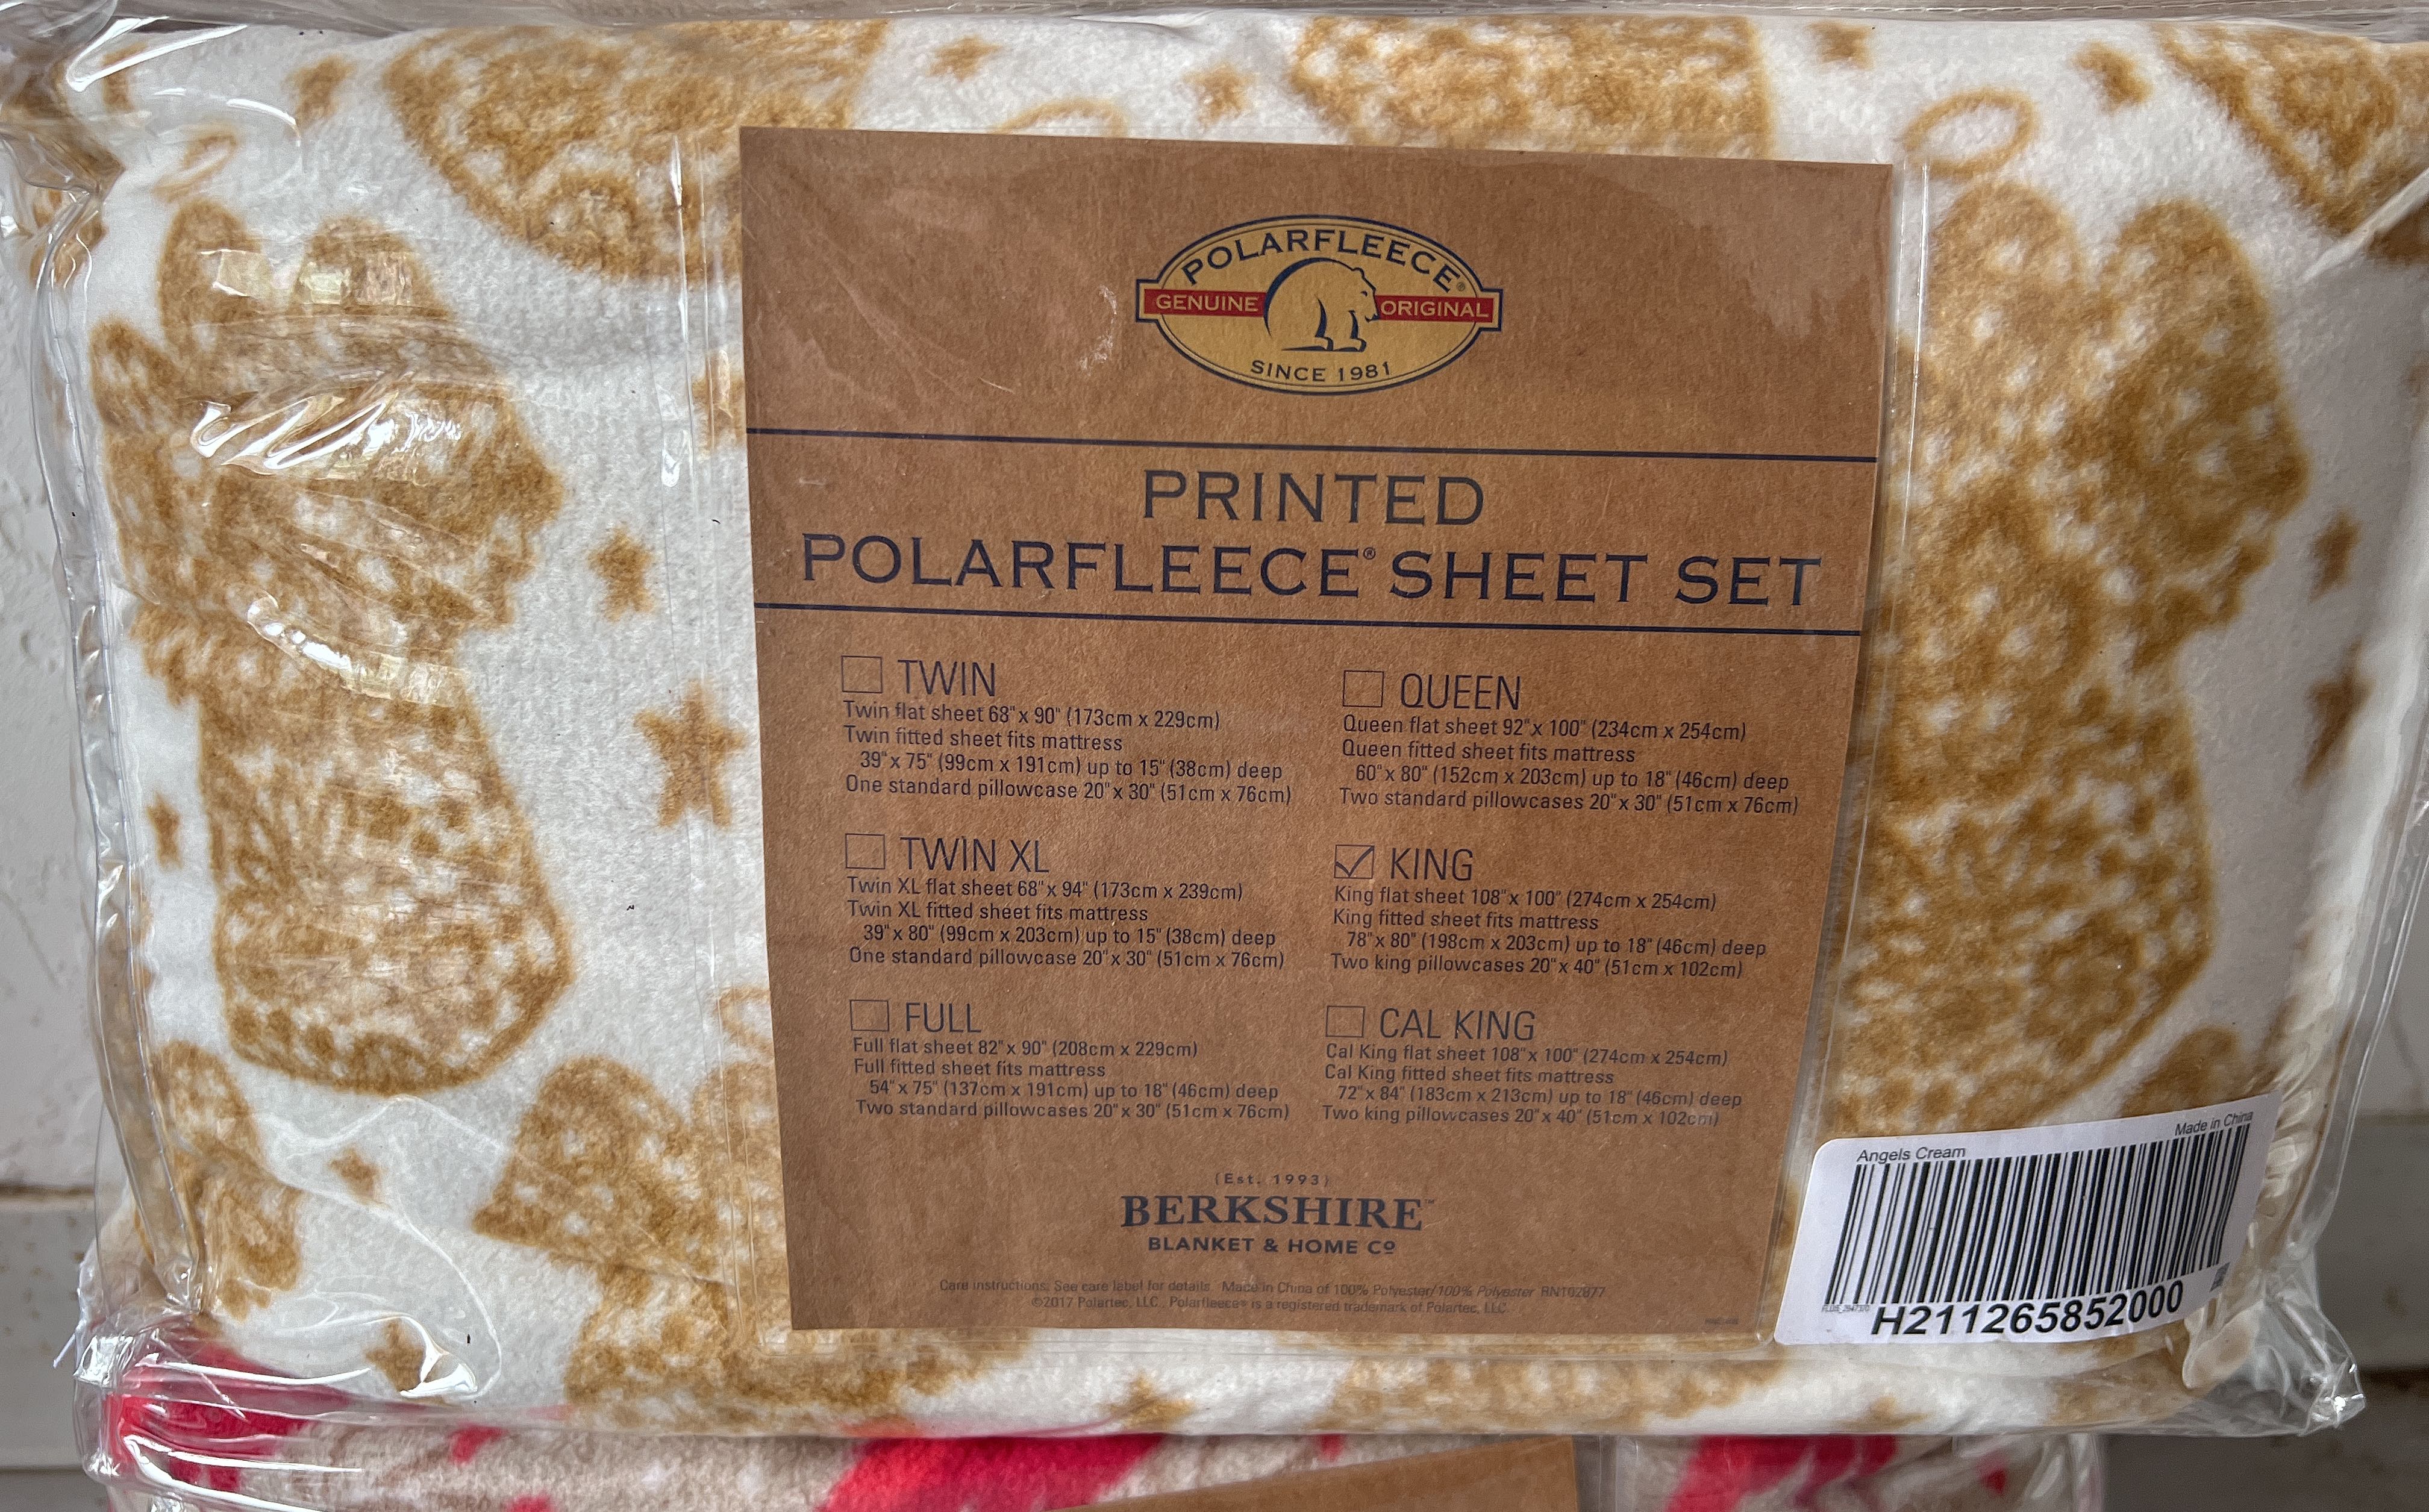 POLARFLEECE®
GENUINE ORIGINAL
SINCE 1981
PRINTED
POLARFLEECE® SHEET SET
TWIN
Twin flat sheet 68" x 90" (173cm x 229cm)
Twin fitted sheet fits mattress
39" x 75" (99cm x 191cm) up to 15" (38cm) deep
One standard pillowcase 20" x 30" (51cm x 76cm)
TWIN XL
Twin XL flat sheet 68" x 94" (173cm x 239cm)
Twin XL fitted sheet fits mattress
39" x 80" (99cm x 203cm) up to 15" (38cm) deep
One standard pillowcase 20" x 30" (51cm x 76cm)
FULL
Full flat sheet 82" x 90" (208cm x 229cm)
Full fitted sheet fits mattress
54" x 75" (137cm x 191cm) up to 18" (46cm) deep
Two standard pillowcases 20" x 30" (51cm x 76cm)
QUEEN
Queen flat sheet 92" x 100" (234cm x 254cm)
Queen fitted sheet fits mattress
60" x 80" (152cm x 203cm) up to 18" (46cm) deep
Two standard pillowcases 20" x 30" (51cm x 76cm)
KING
King flat sheet 108" x 100" (274cm x 254cm)
King fitted sheet fits mattress
78" x 80" (198cm x 203cm) up to 18" (46cm) deep
Two king pillowcases 20" x 40" (51cm x 102cm)
CAL KING
Cal King flat sheet 108" x 100" (274cm x 254cm)
Cal King fitted sheet fits mattress
72" x 84" (183cm x 213cm) up to 18" (46cm) deep
Two king pillowcases 20" x 40" (51cm x 102cm)
(Est. 1993)
BERKSHIRE™
BLANKET & HOME Cº
Care instructions: See care label for details. Made in China of 100% Polyester/100% Polyester RN102877
©2017 Polartec, LLC. Polarfleece® is a registered trademark of Polartec, LLC
Angels Cream
Made in China
H211265852000